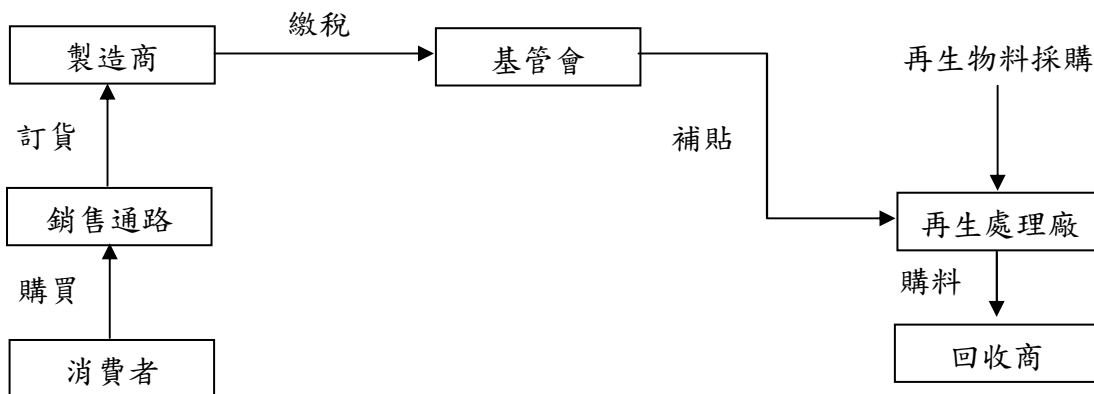 繳稅
製造商
基管會
再生物料採購
訂貨
補貼
銷售通路
再生處理廠
購買
購料
消費者
回收商